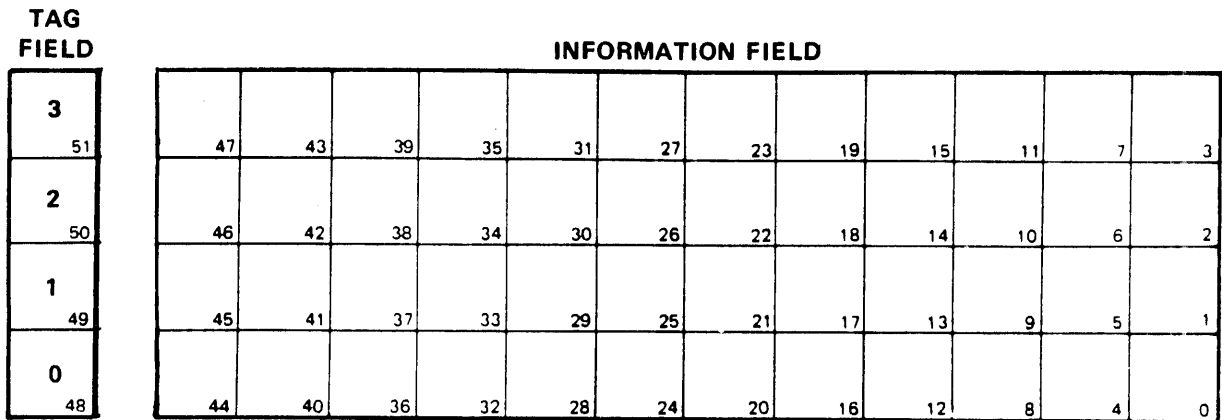 TAG
FIELD
INFORMATION FIELD
3
51 47 43 39 35 31 27 23 19 15 11 7 3
2
50 46 42 38 34 30 26 22 18 14 10 6 2
1
49 45 41 37 33 29 25 21 17 13 9 5 1
0
48 44 40 36 32 28 24 20 16 12 8 4 0